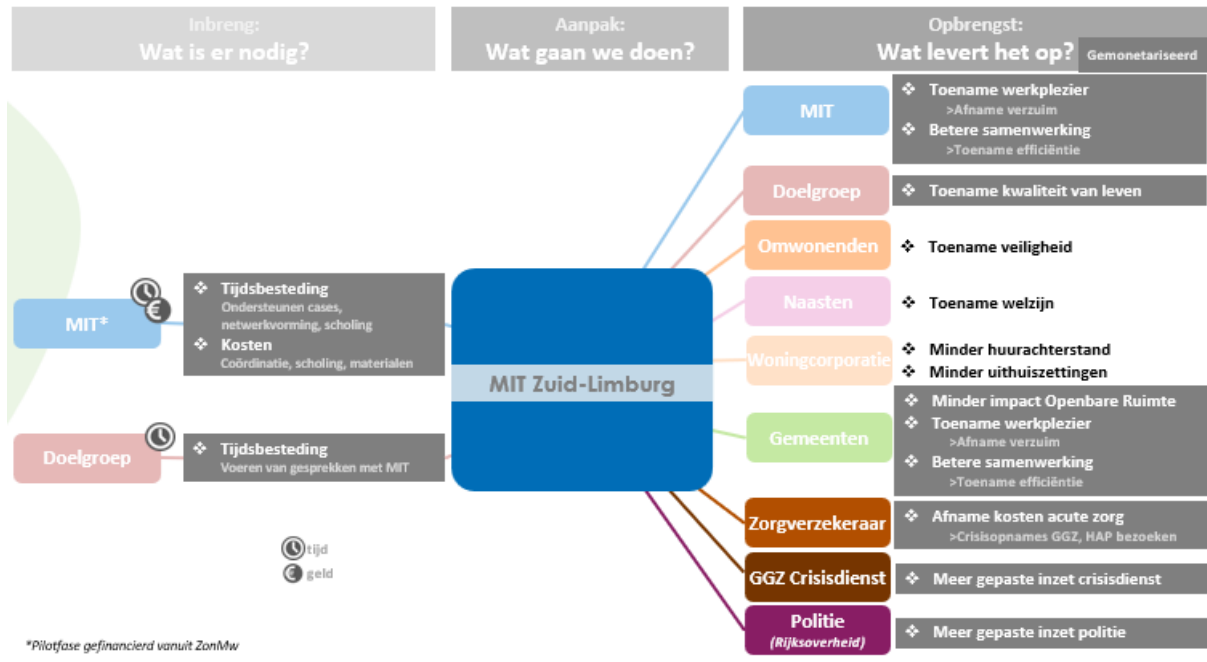 Inbreng:
Wat is er nodig?
Aanpak:
Wat gaan we doen?
Opbrengst:
Wat levert het op?
Gemonetariseerd
MIT*
❖ Tijdsbesteding
Ondersteunen cases,
netwerkvorming, scholing
❖ Kosten
Coördinatie, scholing, materialen
Doelgroep
❖ Tijdsbesteding
Voeren van gesprekken met MIT
tijd
€ geld
*Pilotfase gefinancierd vanuit ZonMw
MIT Zuid-Limburg
MIT
❖ Toename werkplezier
>Afname verzuim
❖ Betere samenwerking
>Toename efficiëntie
Doelgroep
❖ Toename kwaliteit van leven
Omwonenden
❖ Toename veiligheid
Naasten
❖ Toename welzijn
Woningcorporatie
❖ Minder huurachterstand
❖ Minder uithuiszettingen
Gemeenten
❖ Minder impact Openbare Ruimte
❖ Toename werkplezier
>Afname verzuim
❖ Betere samenwerking
>Toename efficiëntie
Zorgverzekeraar
❖ Afname kosten acute zorg
>Crisisopnames GGZ, HAP bezoeken
GGZ Crisisdienst
❖ Meer gepaste inzet crisisdienst
Politie
(Rijksoverheid)
❖ Meer gepaste inzet politie